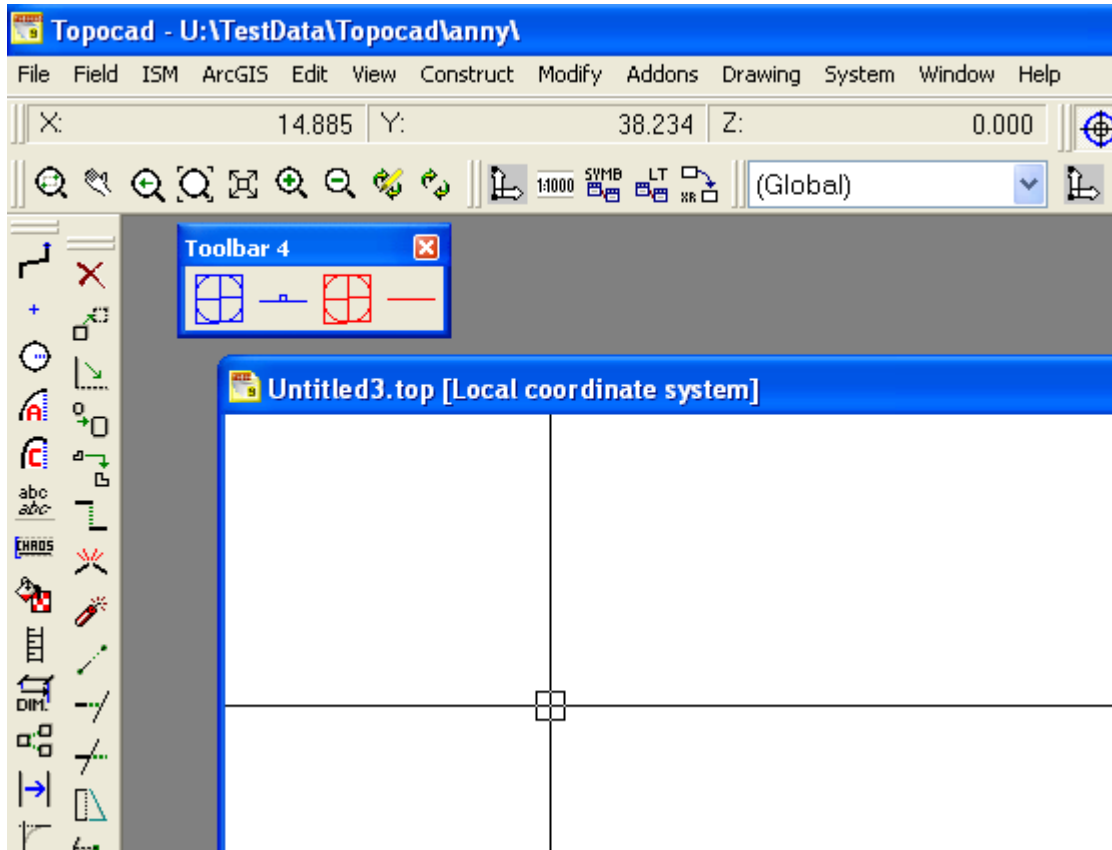 Topocad - U:\TestData\Topocad\anny\
File Field ISM ArcGIS Edit View Construct Modify Addons Drawing System Window Help
X: 14.885 Y: 38.234 Z: 0.000
1:1000 SYMB LT XR (Global)
Toolbar 4
Untitled3.top [Local coordinate system]
A
C
abc
abc
CHAOS
DIM.